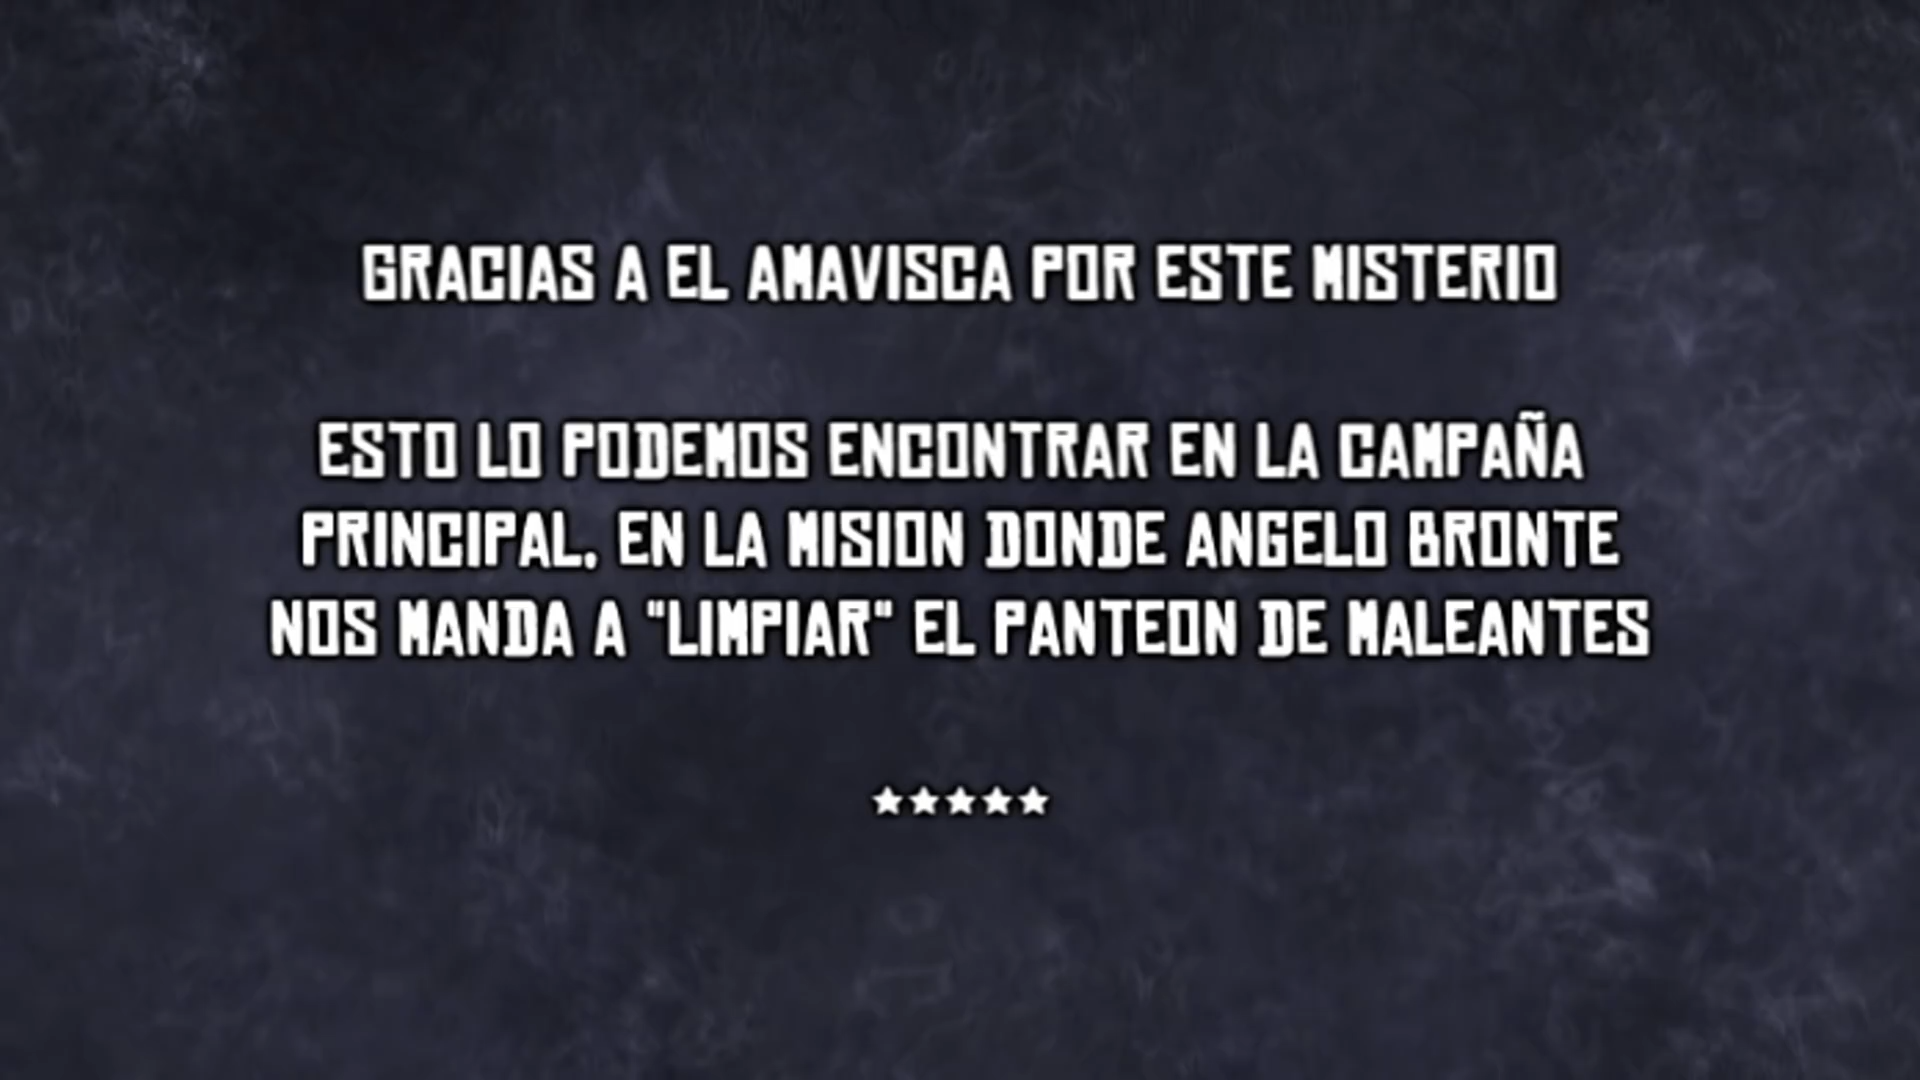 GRACIAS A EL AMAVISCA POR ESTE MISTERIO
ESTO LO PODEMOS ENCONTRAR EN LA CAMPAÑA
PRINCIPAL, EN LA MISION DONDE ANGELO BRONTE
NOS MANDA A "LIMPIAR" EL PANTEON DE MALEANTES
★★★★★